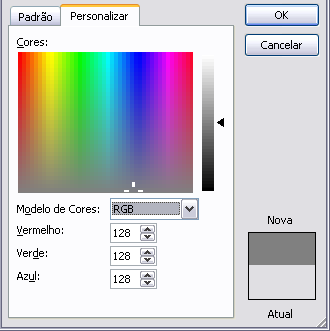 Padrão Personalizar
OK
Cancelar
Cores:
Modelo de Cores: RGB
Vermelho: 128
Verde: 128
Azul: 128
Nova
Atual